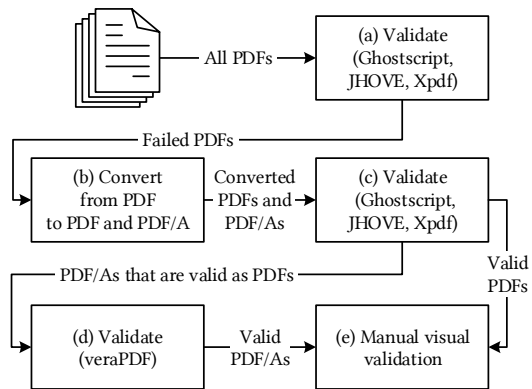 All PDFs
(a) Validate
(Ghostscript,
JHOVE, Xpdf)
Failed PDFs
(b) Convert
from PDF
to PDF and PDF/A
Converted
PDFs and
PDF/As
(c) Validate
(Ghostscript,
JHOVE, Xpdf)
Valid
PDFs
PDF/As that are valid as PDFs
(d) Validate
(veraPDF)
Valid
PDF/As
(e) Manual visual
validation